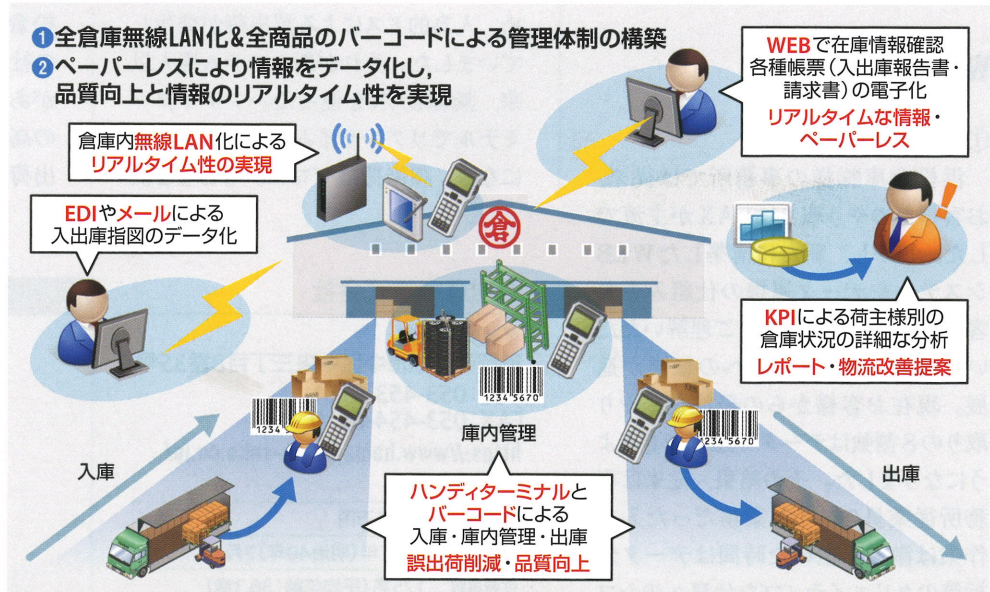 ❶全倉庫無線LAN化&全商品のバーコードによる管理体制の構築
❷ペーパーレスにより情報をデータ化し,
品質向上と情報のリアルタイム性を実現
WEBで在庫情報確認
各種帳票(入出庫報告書・
請求書)の電子化
リアルタイムな情報・
ペーパーレス
倉庫内無線LAN化による
リアルタイム性の実現
EDIやメールによる
入出庫指図のデータ化
倉
KPIによる荷主様別の
倉庫状況の詳細な分析
レポート・物流改善提案
1234 5670
1234
1234 5670
庫内管理
入庫
出庫
ハンディターミナルと
バーコードによる
入庫・庫内管理・出庫
誤出荷削減・品質向上